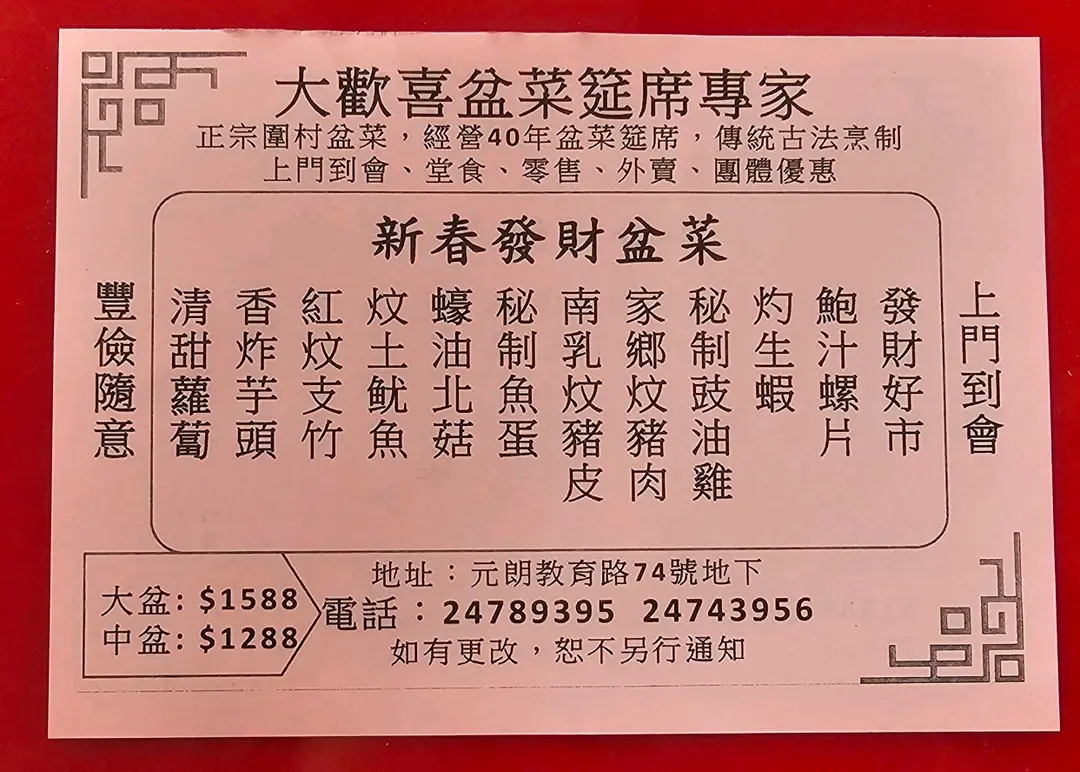 大歡喜盆菜筵席專家
正宗圍村盆菜，經營40年盆菜筵席，傳統古法烹制
上門到會、堂食、零售、外賣、團體優惠
新春發財盆菜
上門到會
發財好市
鮑汁螺片
灼生蝦
秘制豉油雞
家鄉炆豬肉
南乳炆豬皮
秘制魚蛋
蠔油北菇
炆土魷魚
紅炆支竹
香炸芋頭
清甜蘿蔔
豐儉隨意
大盆: $1588
中盆: $1288
地址：元朗教育路74號地下
電話：24789395 24743956
如有更改，恕不另行通知